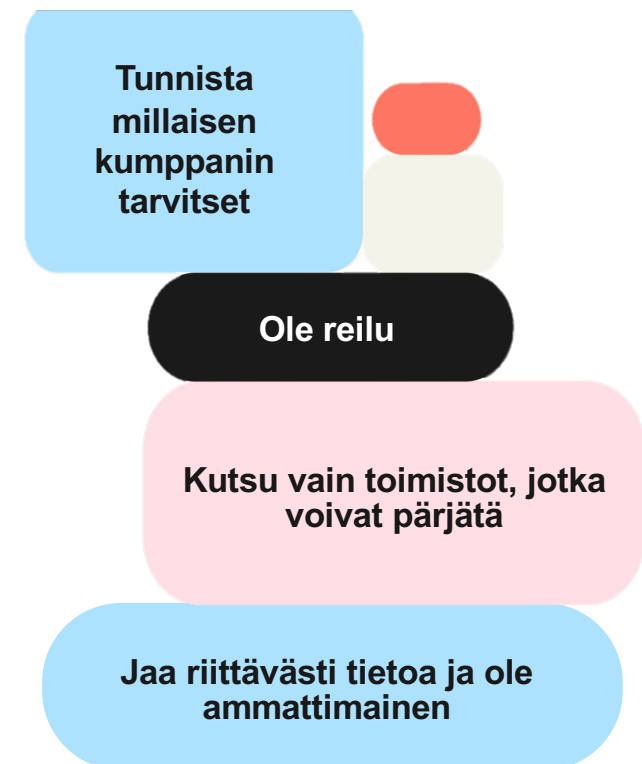 Tunnista
millaisen
kumppanin
tarvitset
Ole reilu
Kutsu vain toimistot, jotka
voivat pärjätä
Jaa riittävästi tietoa ja ole
ammattimainen